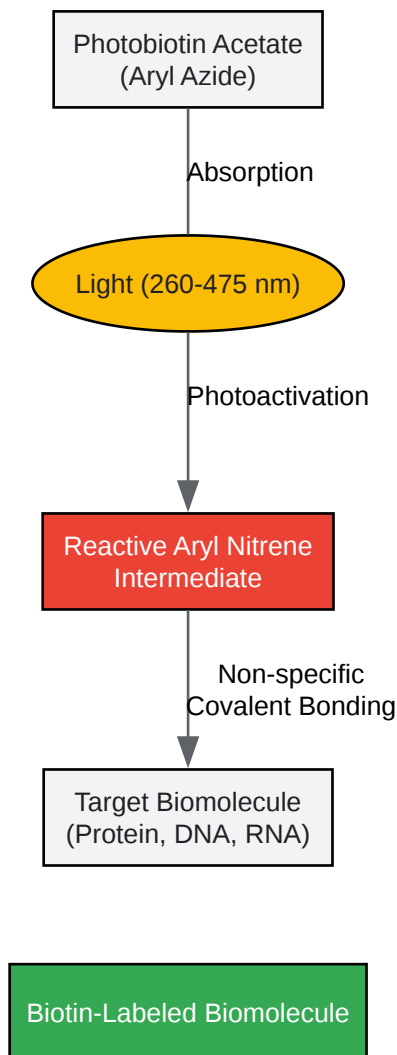 Photobiotin Acetate
(Aryl Azide)
Absorption
Light (260-475 nm)
Photoactivation
Reactive Aryl Nitrene
Intermediate
Non-specific
Covalent Bonding
Target Biomolecule
(Protein, DNA, RNA)
Biotin-Labeled Biomolecule